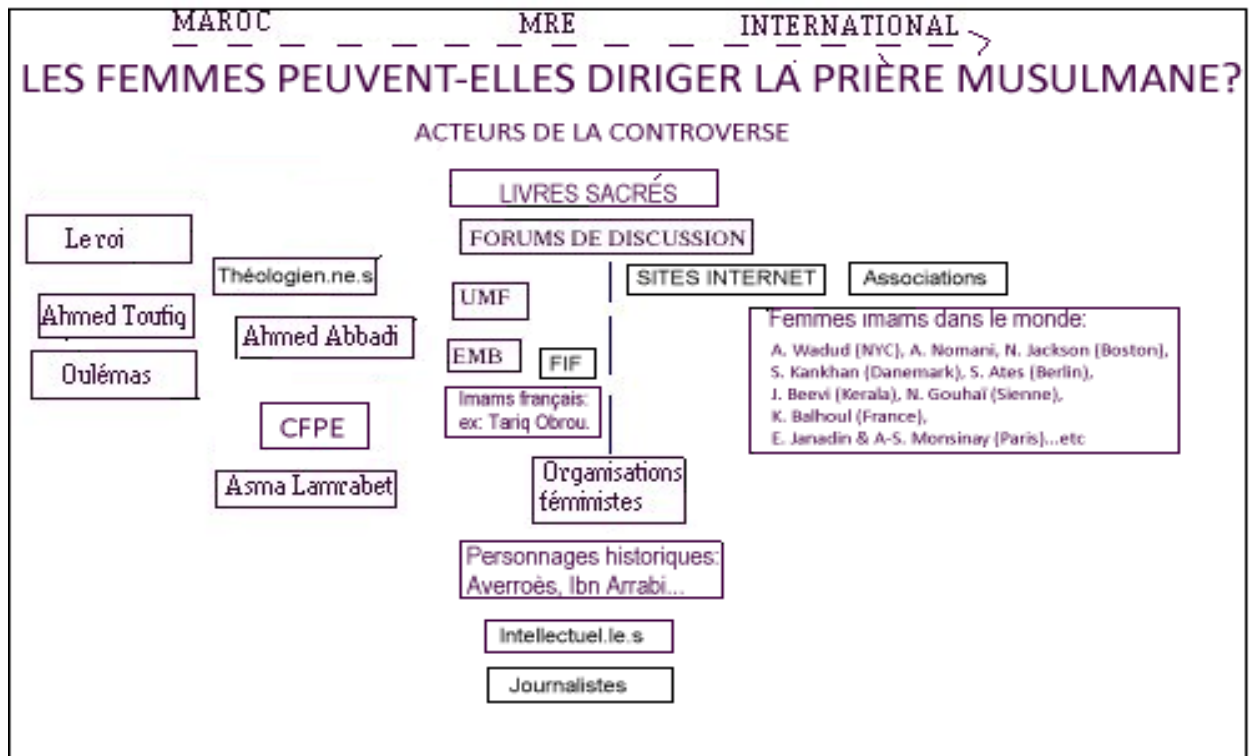 MAROC MRE INTERNATIONAL
LES FEMMES PEUVENT-ELLES DIRIGER LA PRIÈRE MUSULMANE?
ACTEURS DE LA CONTROVERSE
LIVRES SACRÉS
Le roi
FORUMS DE DISCUSSION
Théologien.ne.s
SITES INTERNET
Associations
Ahmed Toufiq
Ahmed Abbadi
UMF
Oulémas
EMB
FIF
Femmes imams dans le monde:
A. Wadud (NYC), A. Nomani, N. Jackson (Boston),
S. Kankhan (Danemark), S. Ates (Berlin),
J. Beevi (Kerala), N. Gouhaï (Sienne),
K. Balhoul (France),
E. Janadin & A-S. Monsinay (Paris)...etc
Imams français:
ex: Tariq Obrou.
CFPE
Asma Lamrabet
Organisations
féministes
Personnages historiques:
Averroès, Ibn Arrabi...
Intellectuel.le.s
Journalistes